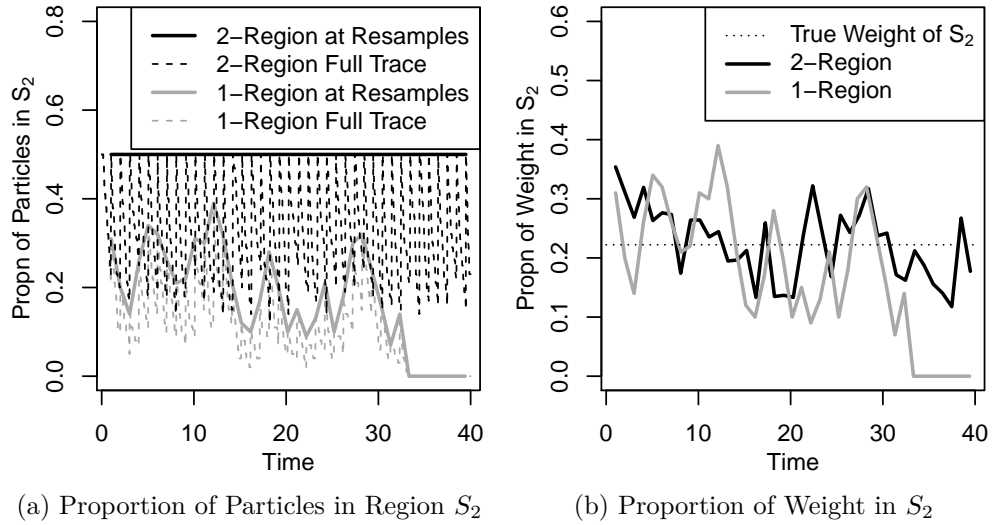 0.0 0.2 0.4 0.6 0.8
Propn of Particles in S2
2−Region at Resamples
2−Region Full Trace
1−Region at Resamples
1−Region Full Trace
0 10 20 30 40
Time
(a) Proportion of Particles in Region S2
0.0 0.1 0.2 0.3 0.4 0.5 0.6
Propn of Weight in S2
True Weight of S2
2−Region
1−Region
0 10 20 30 40
Time
(b) Proportion of Weight in S2